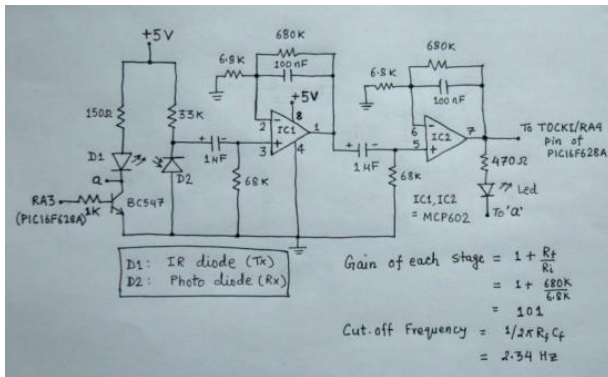 +5V
680K
680K
6.8K
100nF
6.8K
100nF
+5V
150Ω
33K
8
2
IC1
1
6
IC2
7
To TOCKI/RA4
pin of
PIC16F628A
D1
D2
+ -
1μF
3
4
+ -
1μF
5
470Ω
a
68K
68K
Led
RA3
(PIC16F628A)
1K
BC547
IC1, IC2
= MCP602
To 'a'
D1: IR diode (Tx)
D2: Photo diode (Rx)
Gain of each stage = 1 + Rf/Ri
= 1 + 680K/6.8K
= 101
Cut-off Frequency = 1/2πRfCf
= 2.34 Hz